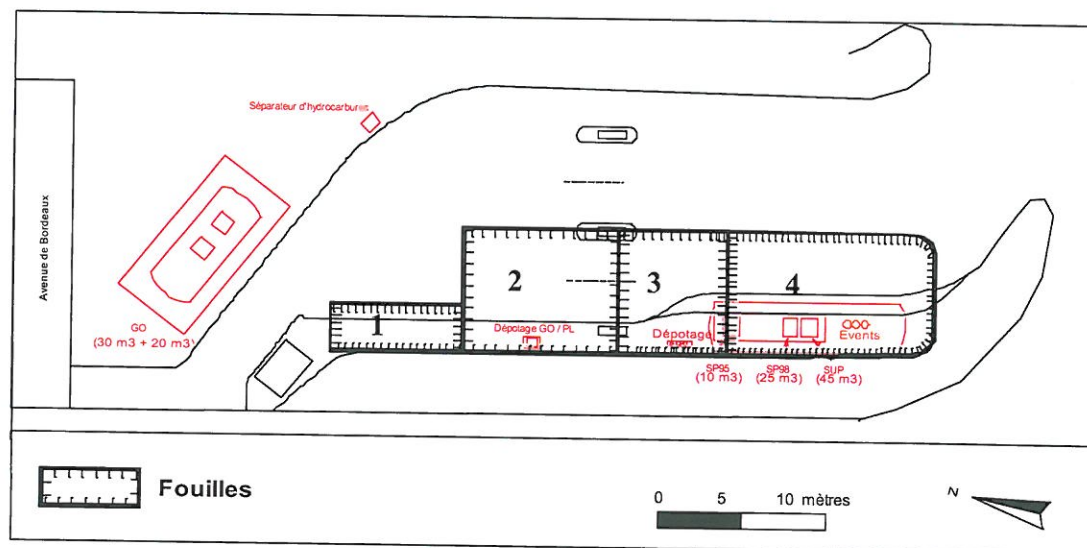 Séparateur d'hydrocarbures
Avenue de Bordeaux
GO
(30 m3 + 20 m3)
1
2
3
4
Dépotage GO / PL
Dépotage
Events
SP95
(10 m3)
SP98
(25 m3)
SUP
(45 m3)
Fouilles
0 5 10 mètres
N